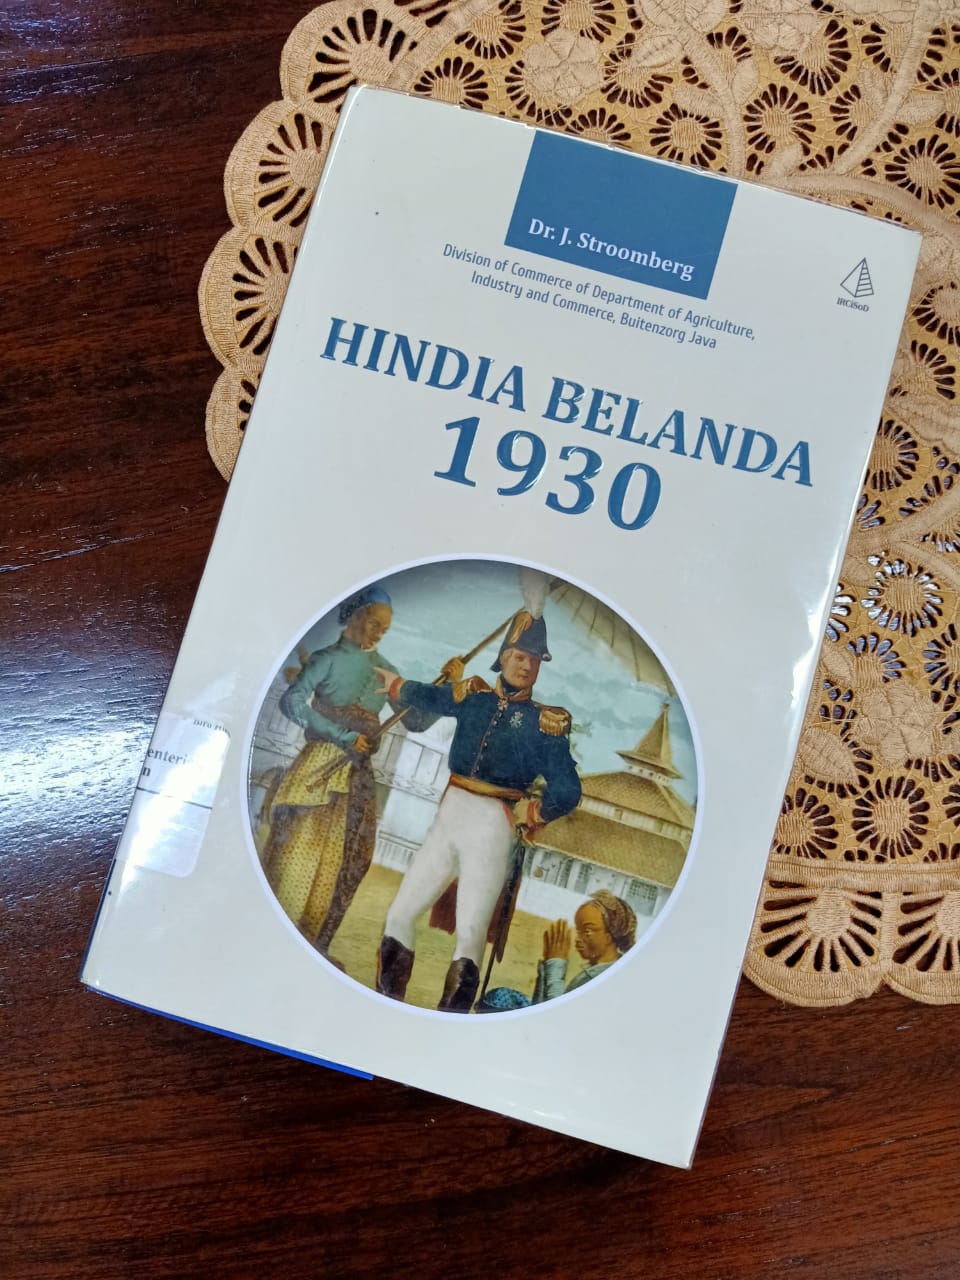 Dr. J. Stroomberg
Division of Commerce of Department of Agriculture,
Industry and Commerce, Buitenzorg Java
IRCiSoD
HINDIA BELANDA
1930